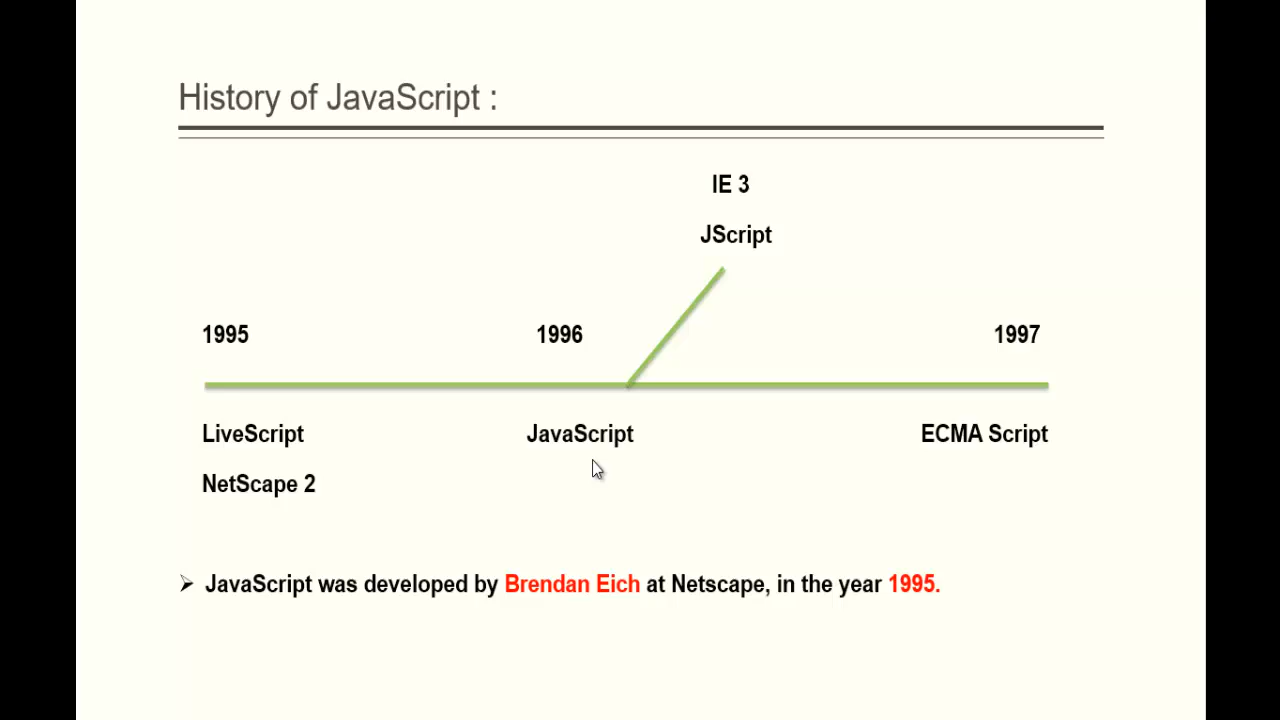 History of JavaScript :
IE 3
JScript
1995 1996 1997
LiveScript JavaScript ECMA Script
NetScape 2
JavaScript was developed by Brendan Eich at Netscape, in the year 1995.